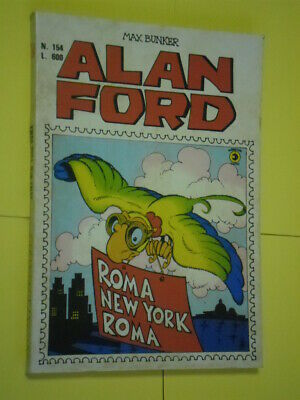 MAX BUNKER
N. 154
L. 600
ALAN
FORD
ROMA
NEW YORK
ROMA